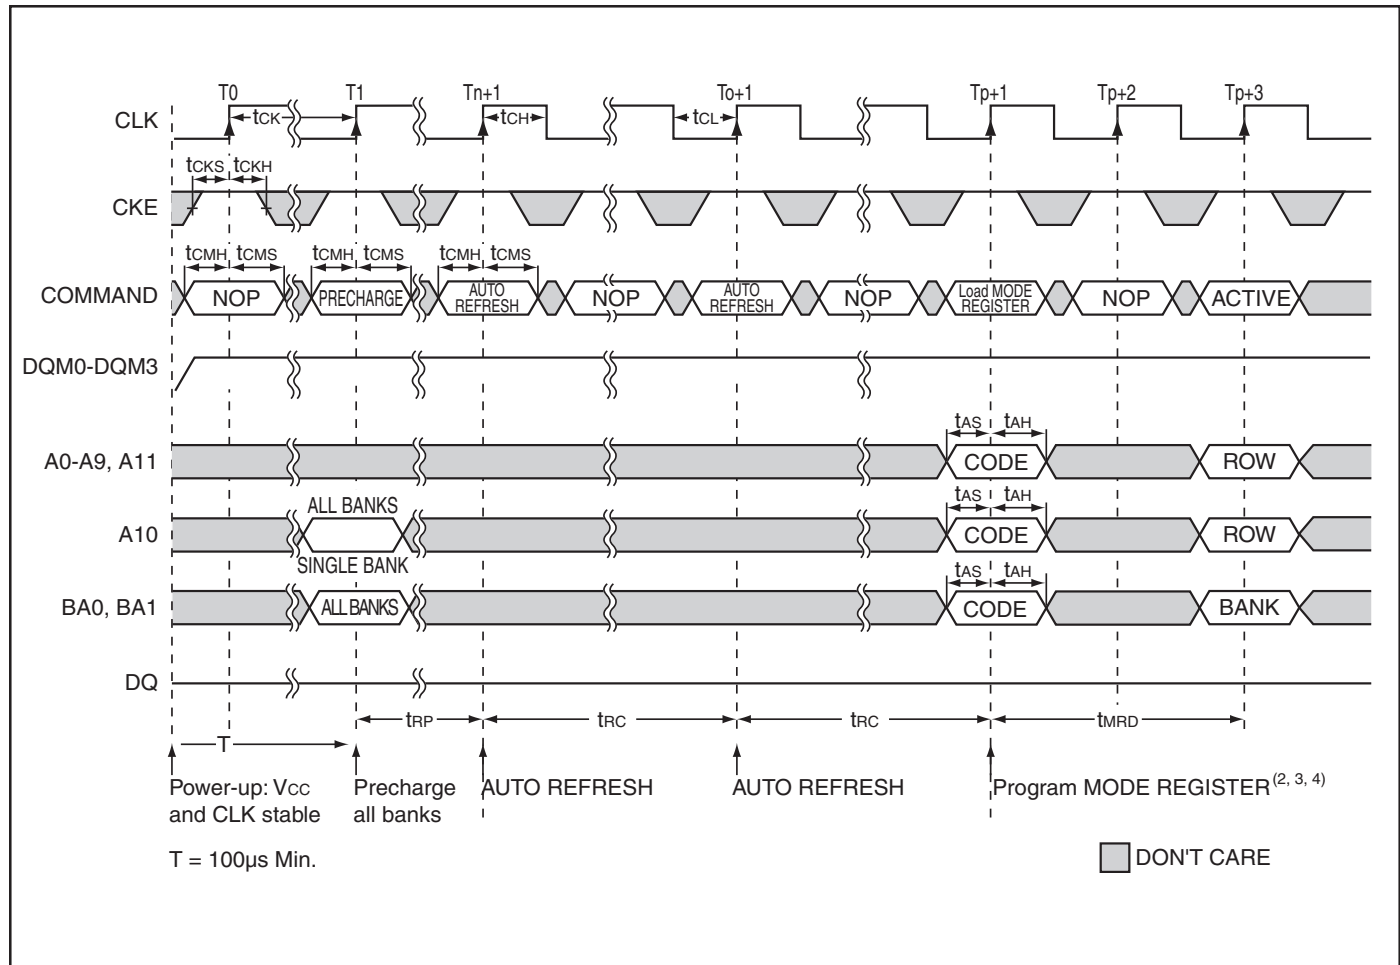 T0 T1 Tn+1 To+1 Tp+1 Tp+2 Tp+3
CLK tCK tCH tCL
tCKS tCKH
CKE
tCMH tCMS tCMH tCMS tCMH tCMS
COMMAND NOP PRECHARGE AUTO REFRESH NOP AUTO REFRESH NOP Load MODE REGISTER NOP ACTIVE
DQM0-DQM3
tAS tAH
A0-A9, A11 CODE ROW
ALL BANKS tAS tAH
A10 CODE ROW
SINGLE BANK tAS tAH
BA0, BA1 ALL BANKS CODE BANK
DQ
tRP tRC tRC tMRD
T
Power-up: VCC Precharge AUTO REFRESH AUTO REFRESH Program MODE REGISTER(2, 3, 4)
and CLK stable all banks
T = 100µs Min. DON'T CARE